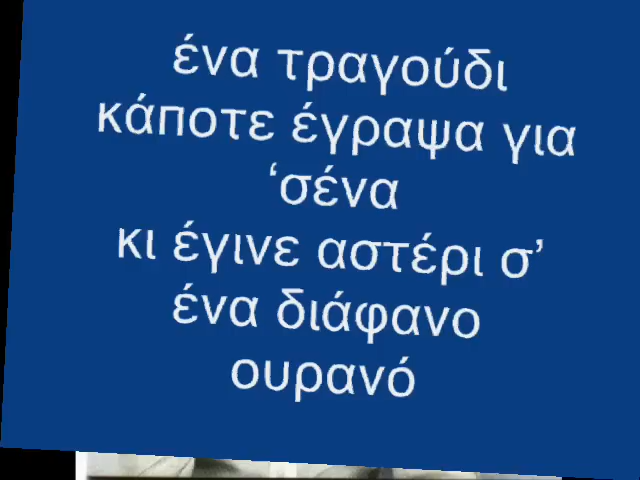 ένα τραγούδι
κάποτε έγραψα για
‘σένα
κι έγινε αστέρι σ’
ένα διάφανο
ουρανό